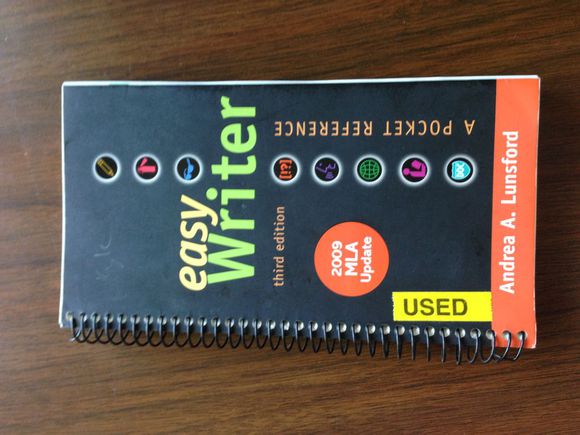 easy
Writer
A POCKET REFERENCE
[!?]
third edition
2009
MLA
Update
USED
Andrea A. Lunsford